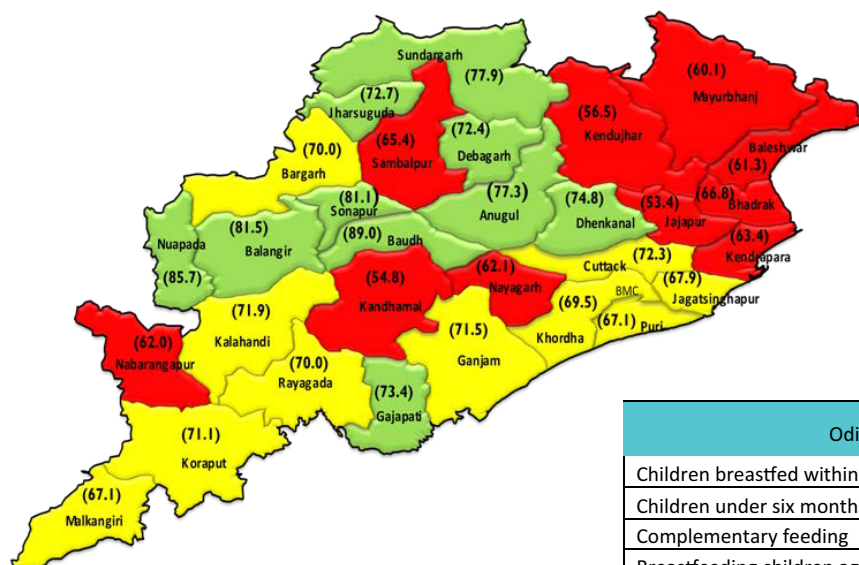 Sundargarh
(77.9)
(60.1)
Mayurbhanj
(72.7)
Jharsuguda
(56.5)
Kendujhar
(65.4)
Sambalpur
(72.4)
Debagarh
Baleshwar
(61.3)
(70.0)
Bargarh
(77.3)
Anugul
(74.8)
Dhenkanal
(53.4)
Jajapur
(66.8)
Bhadrak
(81.1)
Sonapur
Nuapada
(85.7)
(81.5)
Balangir
(89.0)
Baudh
(63.4)
Kendrapara
(72.3)
Cuttack
(62.1)
Nayagarh
(54.8)
Kandhamal
(67.9)
Jagatsinghapur
BMC
(69.5)
Khordha
(67.1)
Puri
(71.9)
Kalahandi
(71.5)
Ganjam
(62.0)
Nabarangapur
(70.0)
Rayagada
(73.4)
Gajapati
(71.1)
Koraput
(67.1)
Malkangiri
Odi
Children breastfed within
Children under six month
Complementary feeding